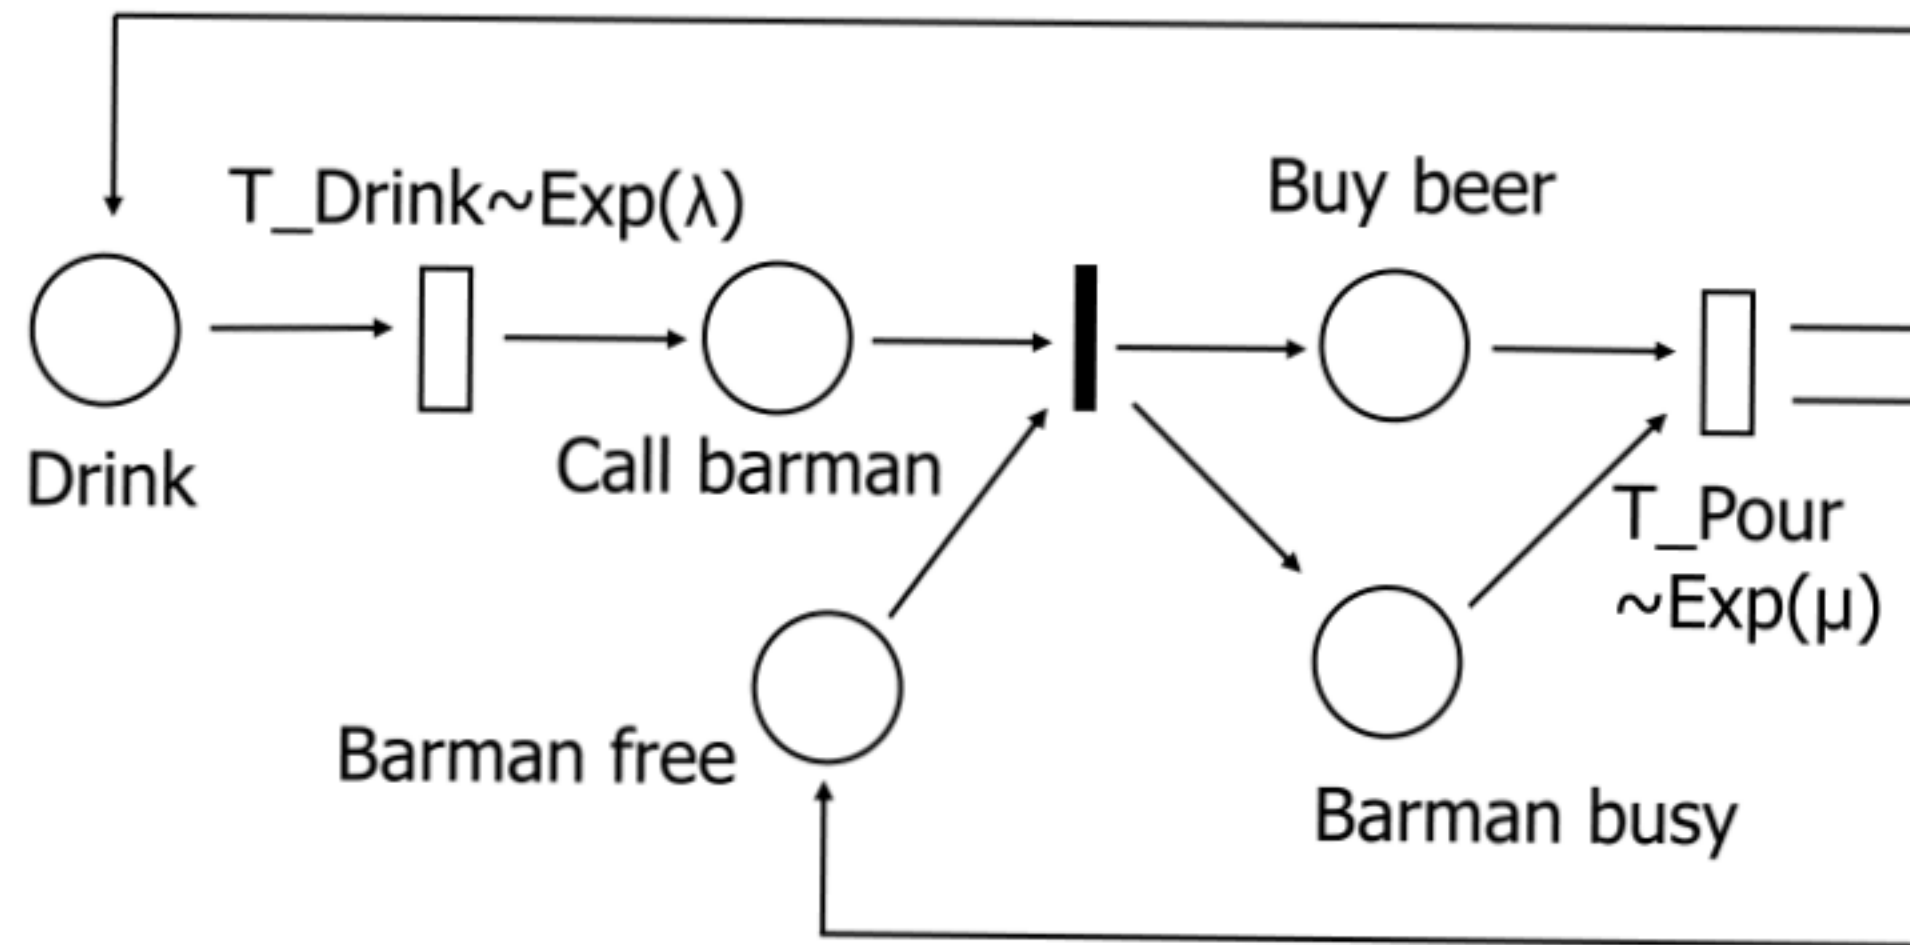 T_Drink~Exp(λ)
Buy beer
Drink
Call barman
T_Pour
~Exp(μ)
Barman free
Barman busy